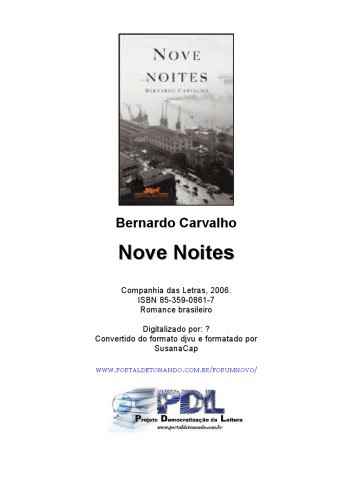 NOVE
NOITES
BERNARDO CARVALHO
Bernardo Carvalho
Nove Noites
Companhia das Letras, 2006.
ISBN 85-359-0861-7
Romance brasileiro
Digitalizado por: ?
Convertido do formato djvu e formatado por
SusanaCap
WWW.PORTALDETONANDO.COM.BR/FORUMNOVO/
PDL
Projeto Democratização da Leitura
www.portaldetonando.com.br